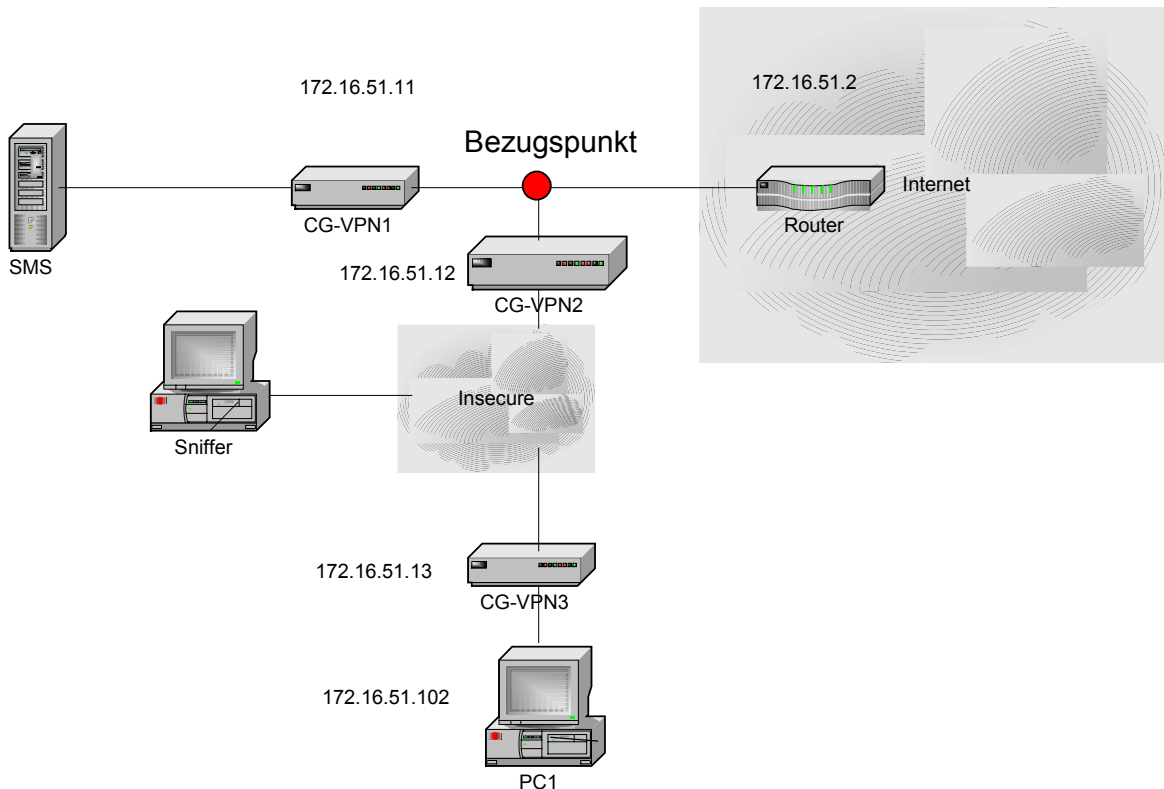 172.16.51.11
172.16.51.2
Bezugspunkt
Internet
CG-VPN1
Router
SMS
172.16.51.12
CG-VPN2
Insecure
Sniffer
172.16.51.13
CG-VPN3
172.16.51.102
PC1